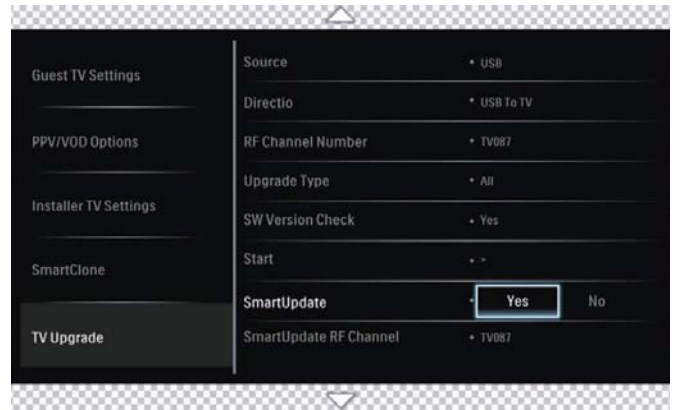 Guest TV Settings
PPV/VOD Options
Installer TV Settings
SmartClone
TV Upgrade
Source • USB
Directio • USB To TV
RF Channel Number • TV087
Upgrade Type • All
SW Version Check • Yes
Start • >
SmartUpdate • Yes No
SmartUpdate RF Channel • TV087